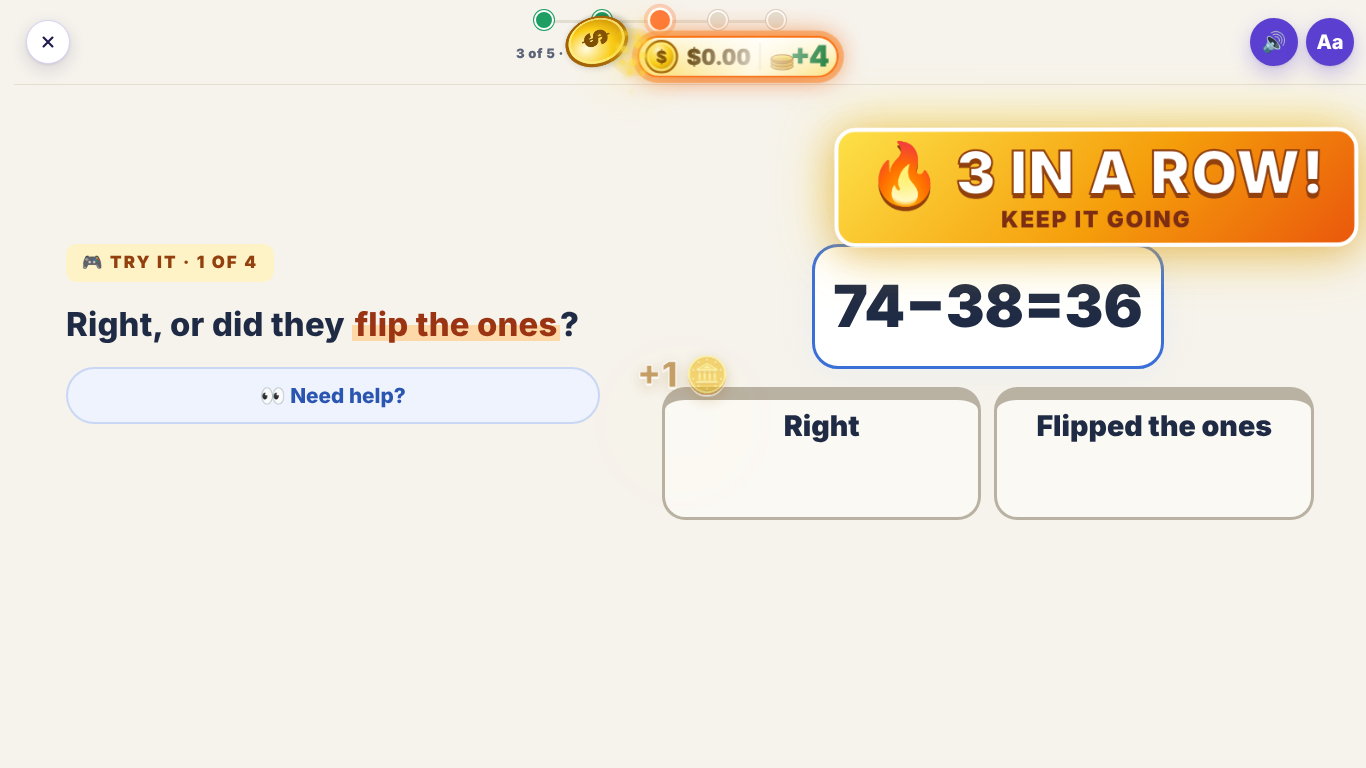 3 of 5 ·
$0.00 +4
Aa
3 IN A ROW!
KEEP IT GOING
TRY IT · 1 OF 4
Right, or did they flip the ones?
Need help?
74−38=36
+1
Right
Flipped the ones